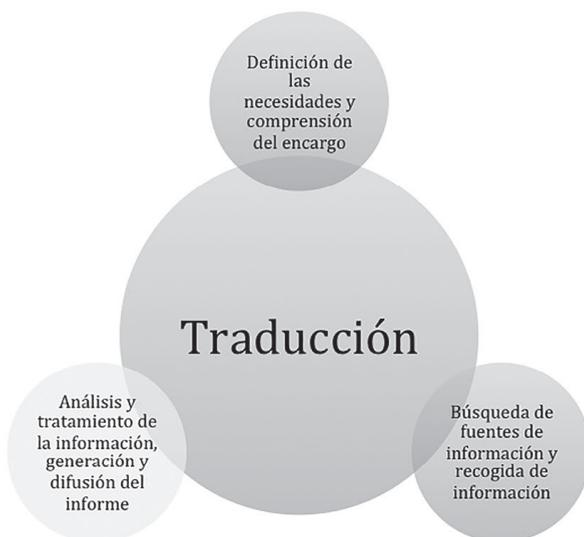 Definición de
las
necesidades y
comprensión
del encargo
Traducción
Análisis y
tratamiento de
la información,
generación y
difusión del
informe
Búsqueda de
fuentes de
información y
recogida de
información